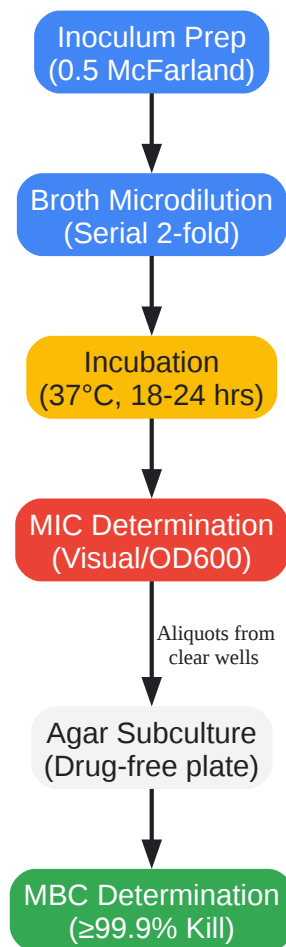 Inoculum Prep
(0.5 McFarland)
Broth Microdilution
(Serial 2-fold)
Incubation
(37°C, 18-24 hrs)
MIC Determination
(Visual/OD600)
Aliquots from
clear wells
Agar Subculture
(Drug-free plate)
MBC Determination
(≥99.9% Kill)